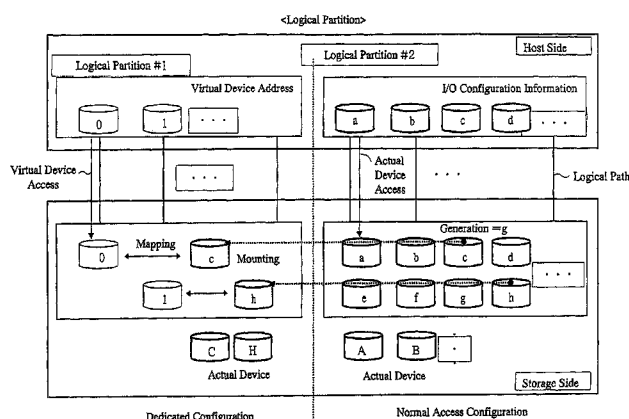 <Logical Partition>
Host Side
Logical Partition #1
Logical Partition #2
Virtual Device Address
I/O Configuration Information
0 1 . . .
a b c d . . .
Virtual Device Access
. . .
Actual Device Access
. . .
Logical Path
Generation =g
0 Mapping c Mounting
a b c d
. . .
1 h
e f g h
C H
A B
Actual Device
Actual Device
Storage Side
Dedicated Configuration
Normal Access Configuration